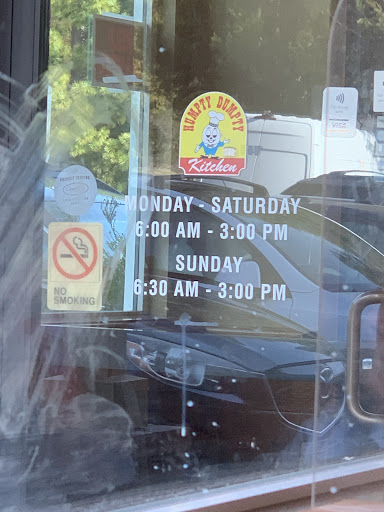 HUMPTY DUMPTY
Kitchen
MONDAY - SATURDAY
6:00 AM - 3:00 PM
SUNDAY
6:30 AM - 3:00 PM
NO
SMOKING
VISA